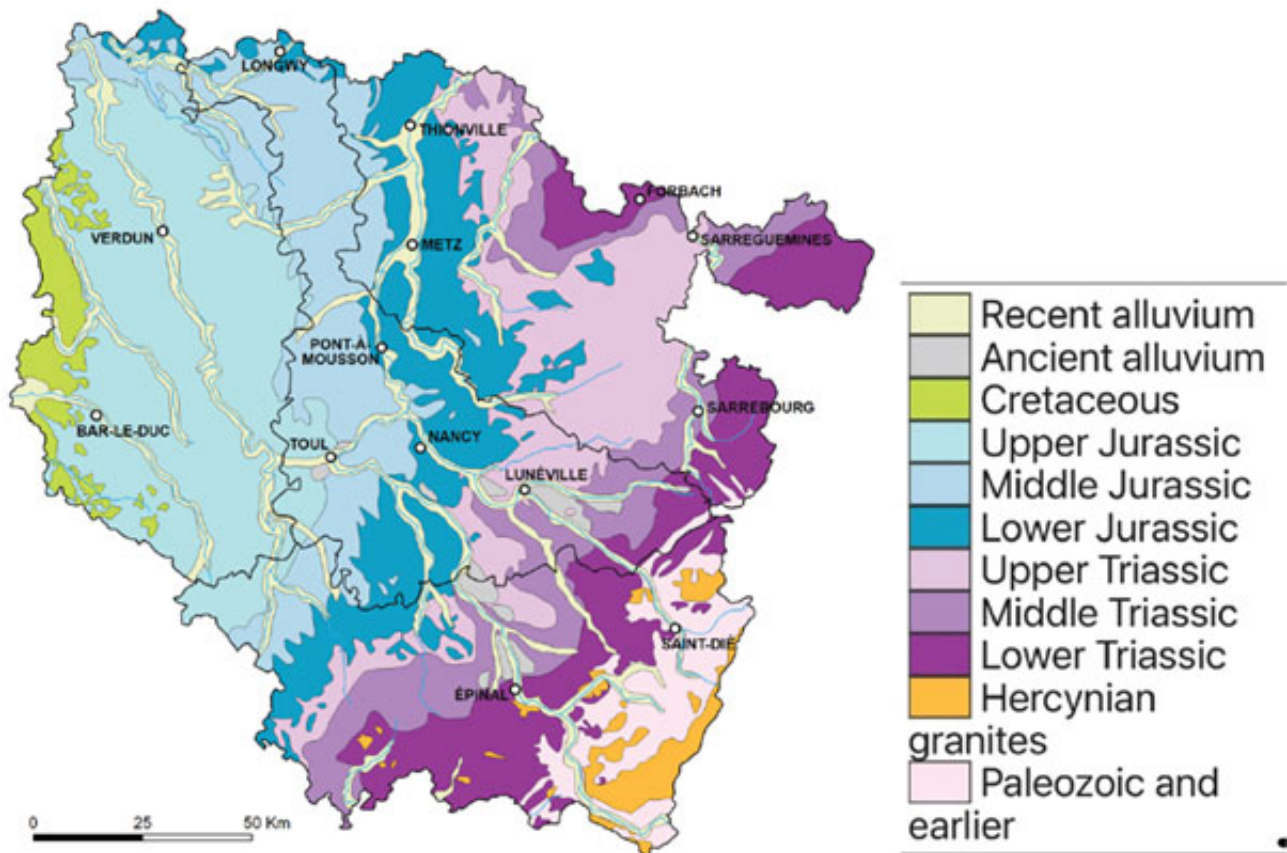 LONGWY
THIONVILLE
FORBACH
VERDUN
SARREGUEMINES
METZ
PONT-À-
MOUSSON
SARREBOURG
BAR-LE-DUC
TOUL
NANCY
LUNÉVILLE
SAINT-DIÉ
ÉPINAL
0 25 50 Km
Recent alluvium
Ancient alluvium
Cretaceous
Upper Jurassic
Middle Jurassic
Lower Jurassic
Upper Triassic
Middle Triassic
Lower Triassic
Hercynian
granites
Paleozoic and
earlier